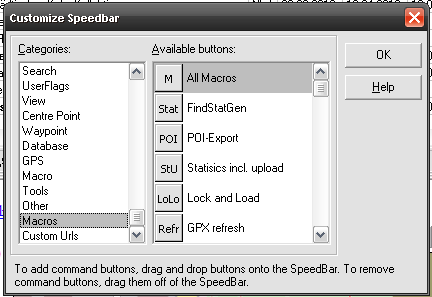 Customize Speedbar
Categories:
Search
UserFlags
View
Centre Point
Waypoint
Database
GPS
Macro
Tools
Other
Macros
Custom Urls
Available buttons:
M All Macros
Stat FindStatGen
POI POI-Export
StU Statisics incl. upload
LoLo Lock and Load
Refr GPX refresh
OK
Help
To add command buttons, drag and drop buttons onto the SpeedBar. To remove
command buttons, drag them off of the SpeedBar.